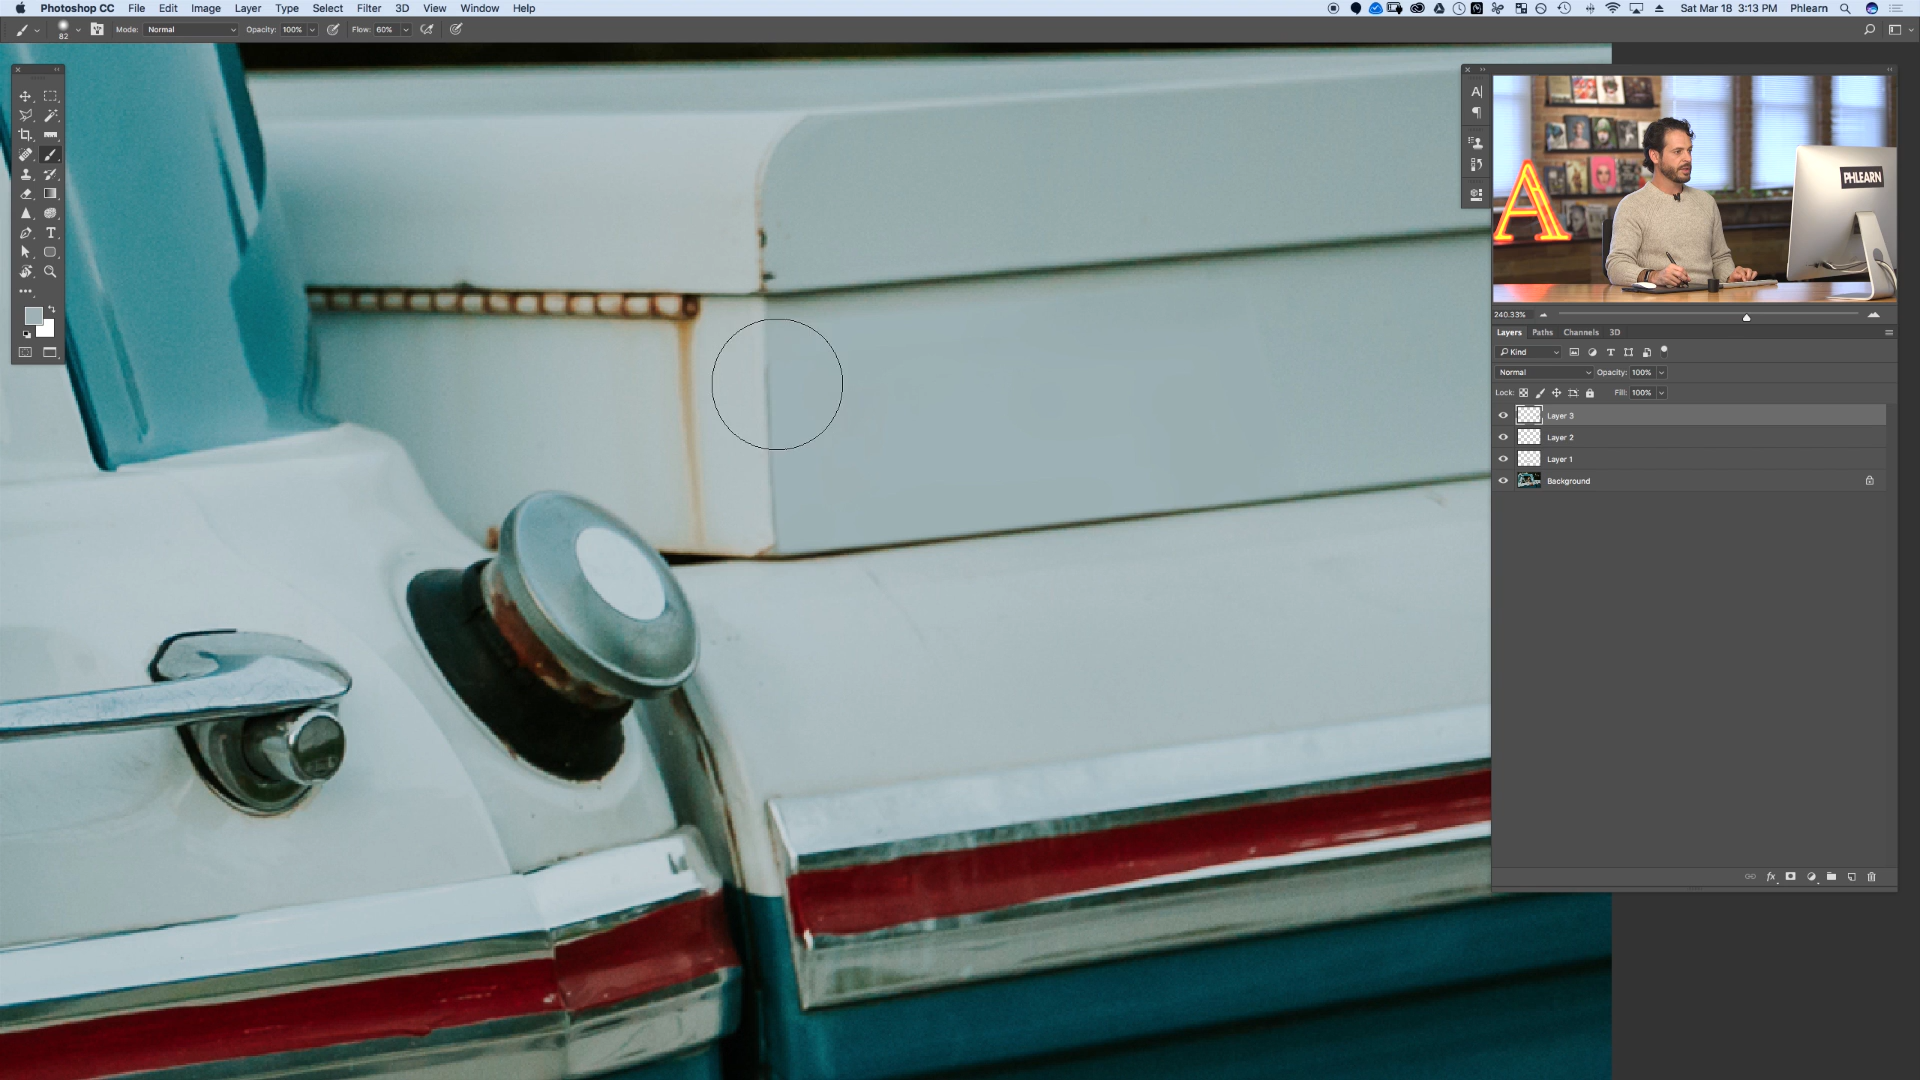 Photoshop CC File Edit Image Layer Type Select Filter 3D View Window Help Sat Mar 18 3:13 PM Phlearn
82 Mode: Normal Opacity: 100% Flow: 60%
A
PHLEARN
240.33%
Layers Paths Channels 3D
Kind
Normal Opacity: 100%
Lock: Fill: 100%
Layer 3
Layer 2
Layer 1
Background
fx